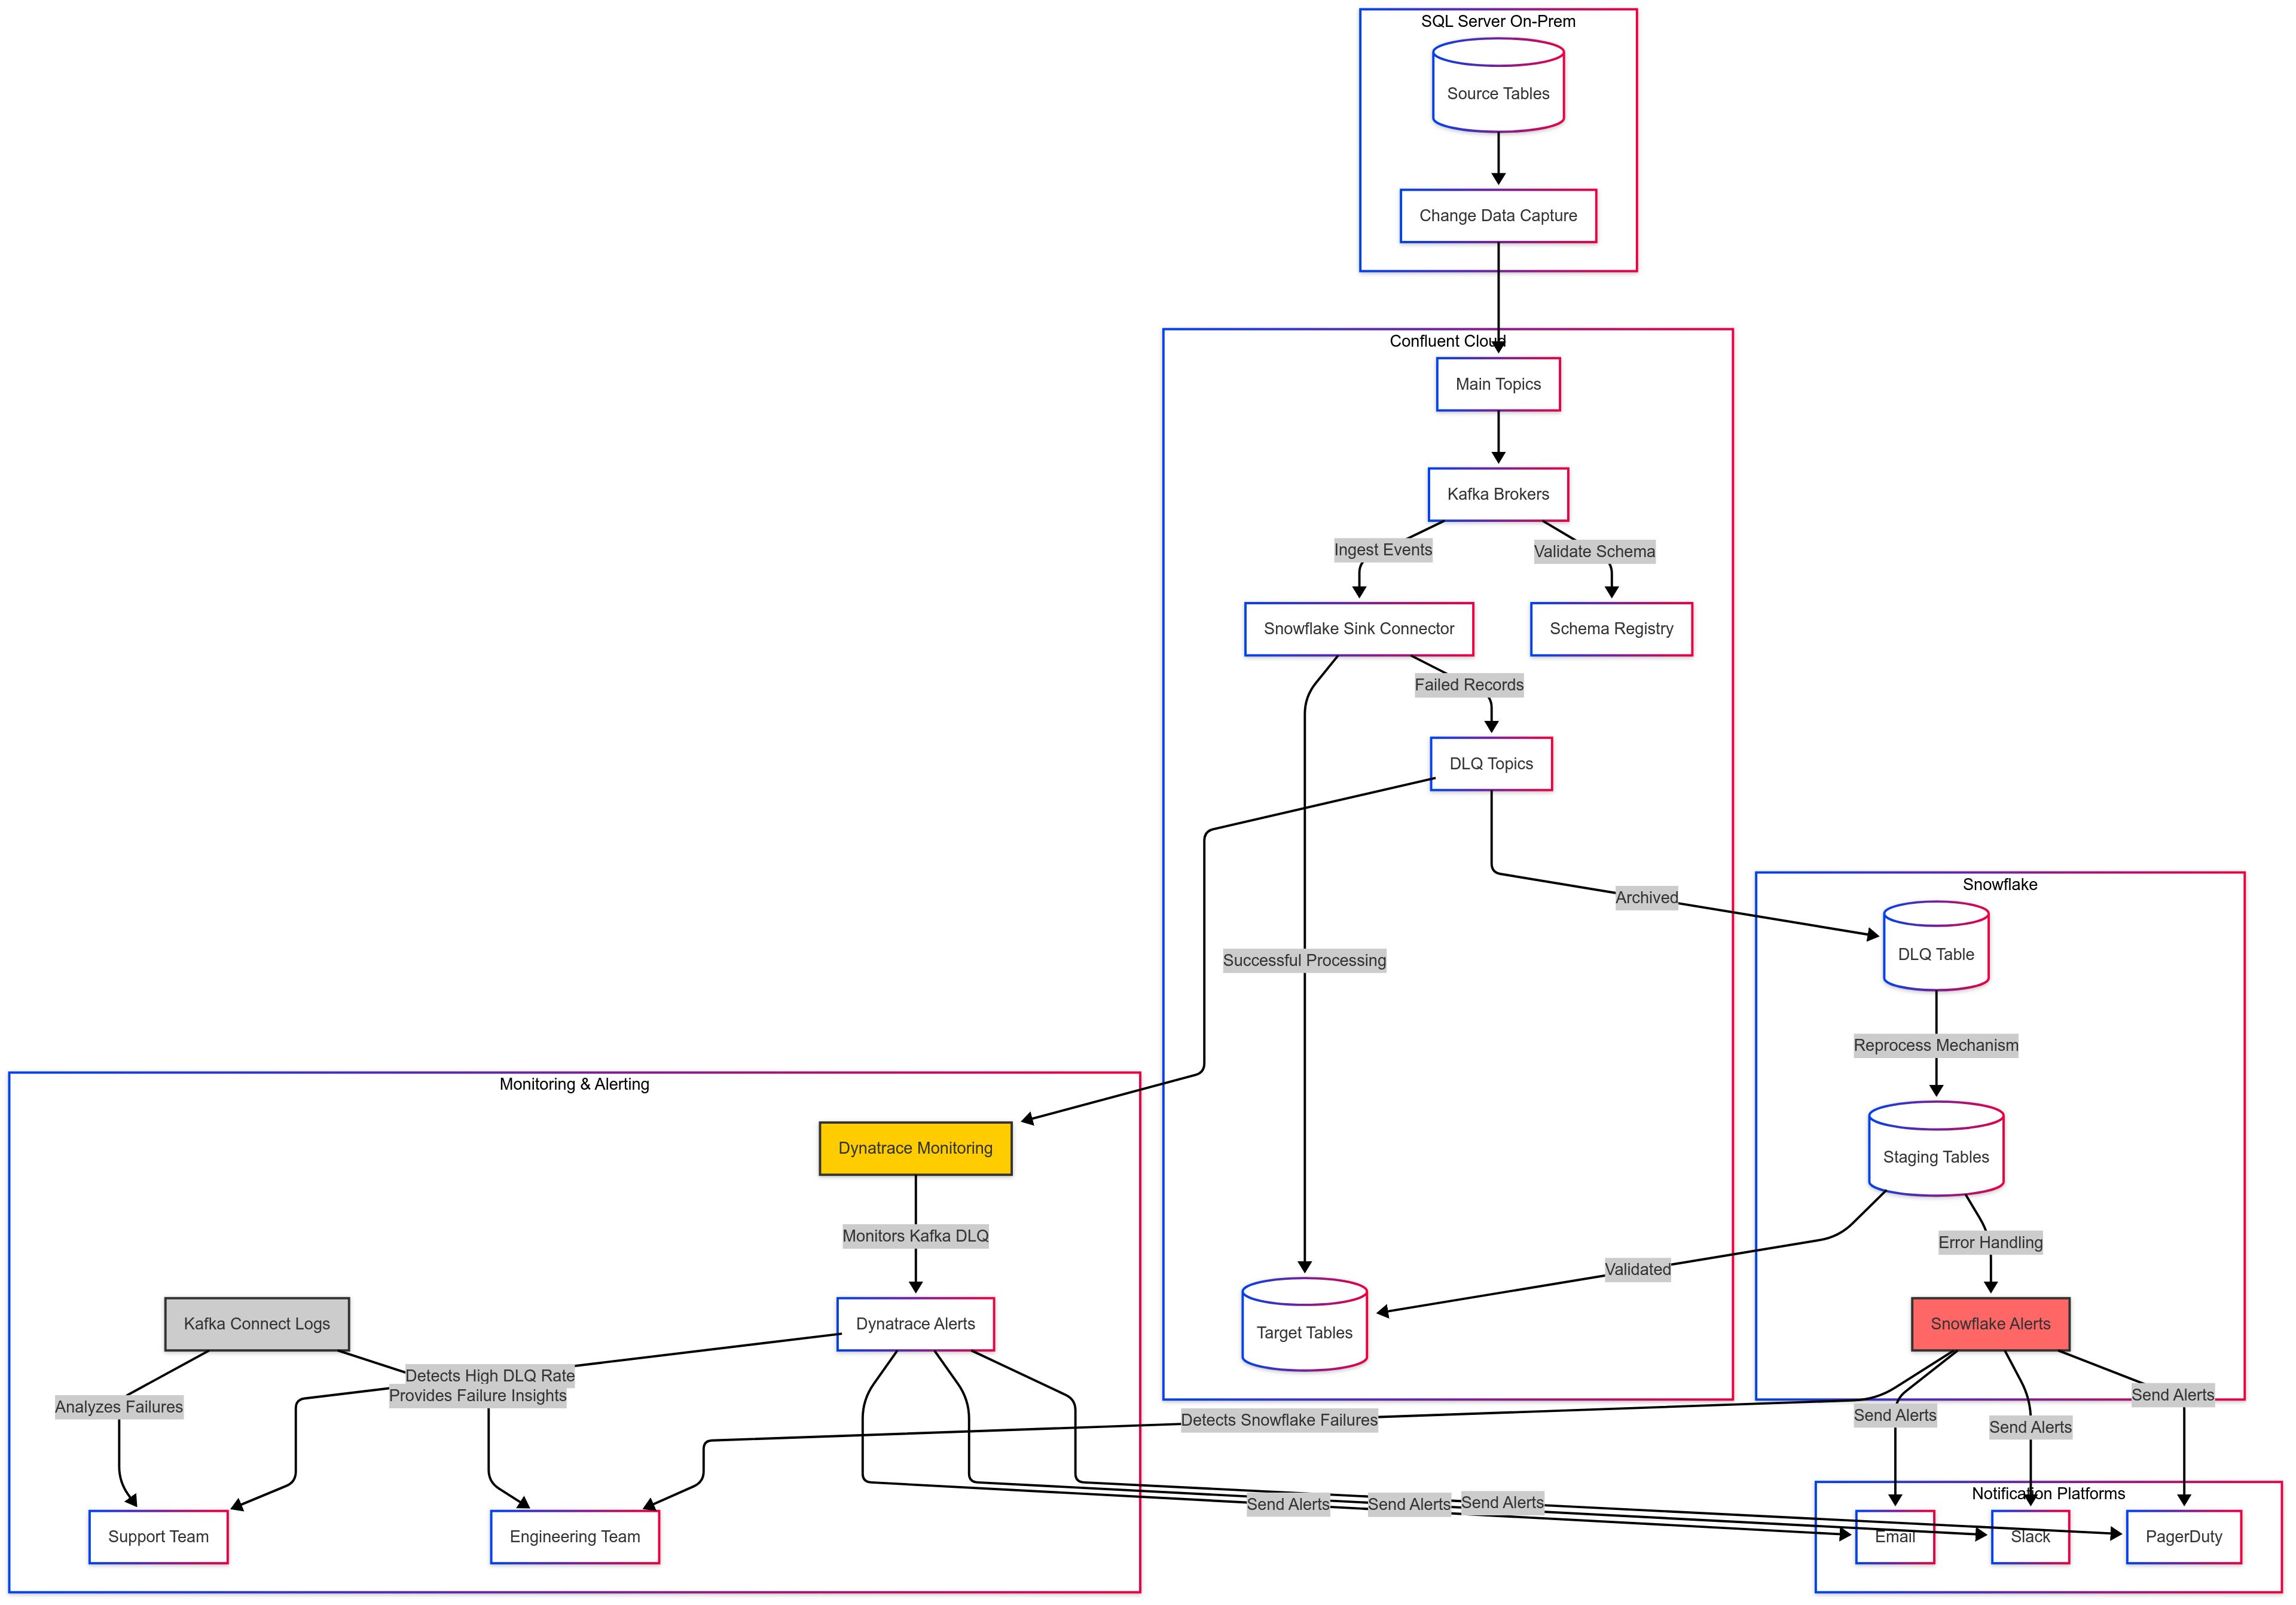 SQL Server On-Prem
Source Tables
Change Data Capture
Confluent Cloud
Main Topics
Kafka Brokers
Ingest Events
Validate Schema
Snowflake Sink Connector
Schema Registry
Failed Records
DLQ Topics
Archived
Successful Processing
Target Tables
Snowflake
DLQ Table
Reprocess Mechanism
Staging Tables
Validated
Error Handling
Snowflake Alerts
Monitoring & Alerting
Dynatrace Monitoring
Monitors Kafka DLQ
Kafka Connect Logs
Dynatrace Alerts
Detects High DLQ Rate
Provides Failure Insights
Analyzes Failures
Detects Snowflake Failures
Send Alerts
Send Alerts
Send Alerts
Send Alerts
Send Alerts
Send Alerts
Support Team
Engineering Team
Notification Platforms
Email
Slack
PagerDuty